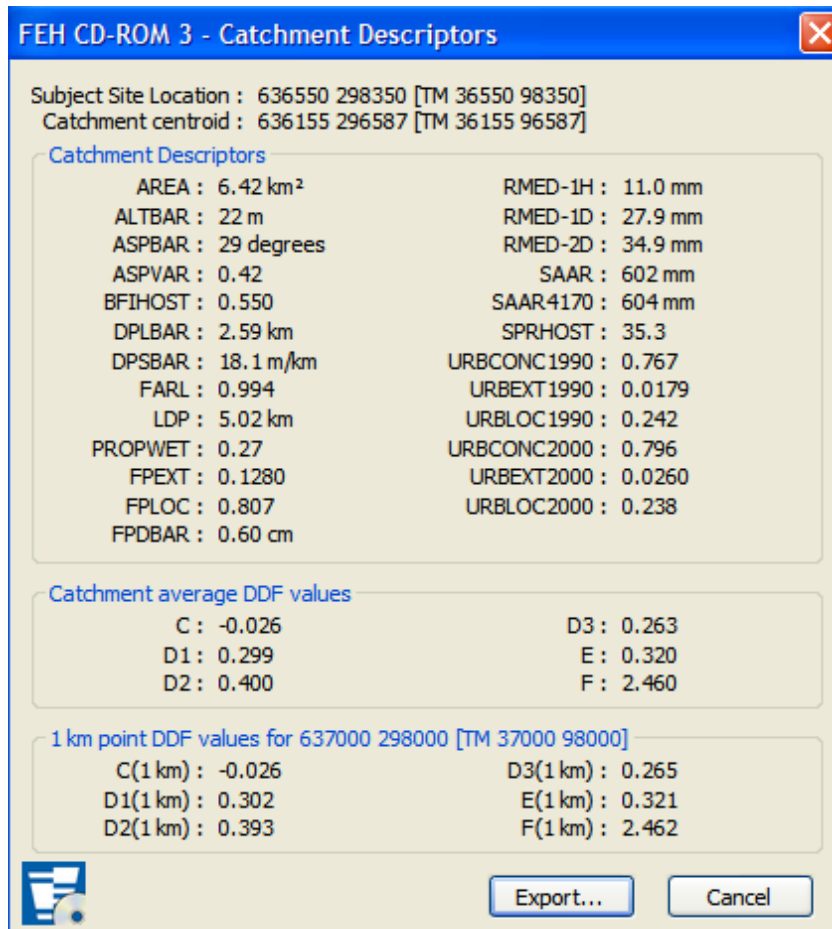 FEH CD-ROM 3 - Catchment Descriptors
Subject Site Location : 636550 298350 [TM 36550 98350]
Catchment centroid : 636155 296587 [TM 36155 96587]
Catchment Descriptors
AREA : 6.42 km² RMED-1H : 11.0 mm
ALTBAR : 22 m RMED-1D : 27.9 mm
ASPBAR : 29 degrees RMED-2D : 34.9 mm
ASPVAR : 0.42 SAAR : 602 mm
BFIHOST : 0.550 SAAR4170 : 604 mm
DPLBAR : 2.59 km SPRHOST : 35.3
DPSBAR : 18.1 m/km URBCONC1990 : 0.767
FARL : 0.994 URBEXT1990 : 0.0179
LDP : 5.02 km URBLOC1990 : 0.242
PROPWET : 0.27 URBCONC2000 : 0.796
FPEXT : 0.1280 URBEXT2000 : 0.0260
FPLOC : 0.807 URBLOC2000 : 0.238
FPDBAR : 0.60 cm
Catchment average DDF values
C : -0.026 D3 : 0.263
D1 : 0.299 E : 0.320
D2 : 0.400 F : 2.460
1 km point DDF values for 637000 298000 [TM 37000 98000]
C(1 km) : -0.026 D3(1 km) : 0.265
D1(1 km) : 0.302 E(1 km) : 0.321
D2(1 km) : 0.393 F(1 km) : 2.462
Export... Cancel